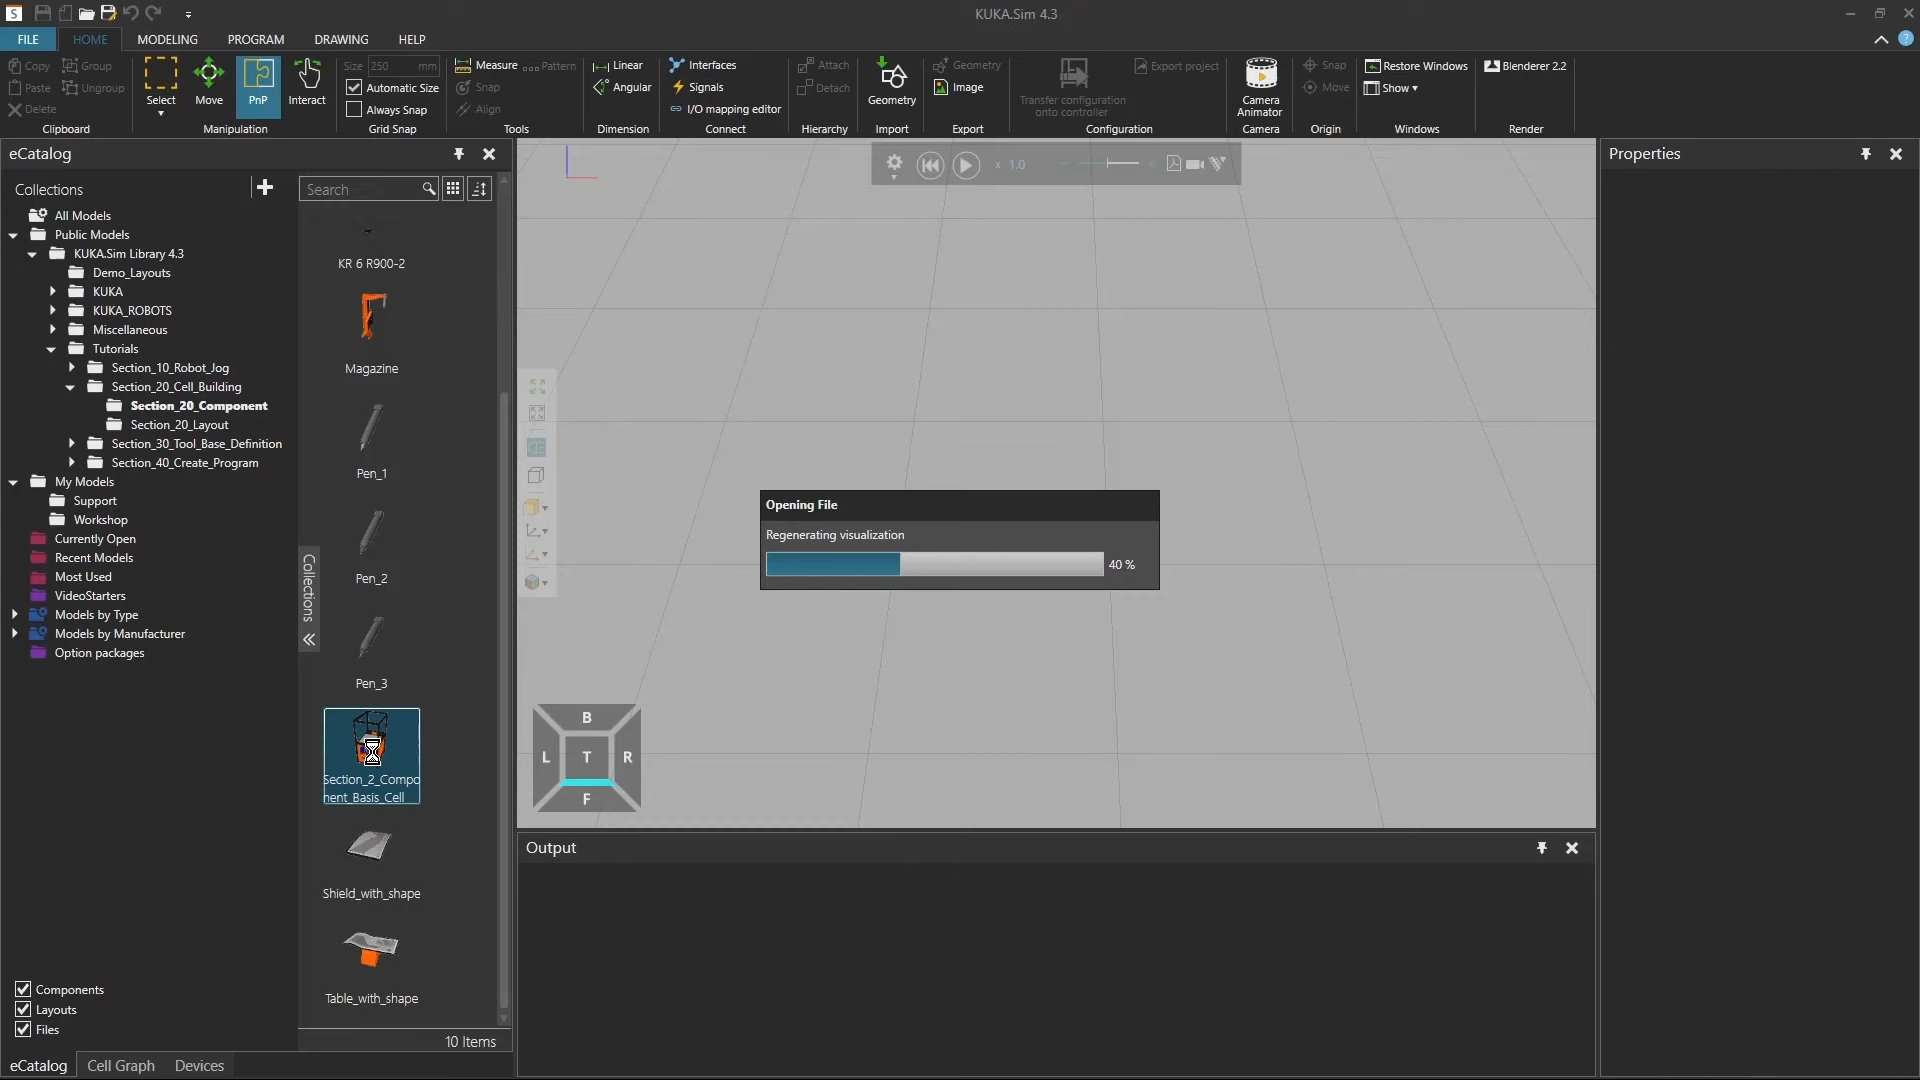 S
KUKA.Sim 4.3
FILE
HOME
MODELING
PROGRAM
DRAWING
HELP
?
Copy
Group
Paste
Ungroup
Delete
Clipboard
Select
Move
PnP
Interact
Manipulation
Size
250
mm
Automatic Size
Always Snap
Grid Snap
Measure
Pattern
Snap
Align
Tools
Linear
Angular
Dimension
Interfaces
Signals
I/O mapping editor
Connect
Attach
Detach
Hierarchy
Geometry
Import
Geometry
Image
Export
Transfer configuration
onto controller
Export project
Configuration
Camera
Animator
Camera
Snap
Move
Origin
Restore Windows
Show
Windows
Blenderer 2.2
Render
eCatalog
Collections
All Models
Public Models
KUKA.Sim Library 4.3
Demo_Layouts
KUKA
KUKA_ROBOTS
Miscellaneous
Tutorials
Section_10_Robot_Jog
Section_20_Cell_Building
Section_20_Component
Section_20_Layout
Section_30_Tool_Base_Definition
Section_40_Create_Program
My Models
Support
Workshop
Currently Open
Recent Models
Most Used
VideoStarters
Models by Type
Models by Manufacturer
Option packages
Components
Layouts
Files
Collections
Search
KR 6 R900-2
Magazine
Pen_1
Pen_2
Pen_3
Section_2_Compo
nent_Basis_Cell
Shield_with_shape
Table_with_shape
10 Items
eCatalog
Cell Graph
Devices
x 1.0
Opening File
Regenerating visualization
40 %
B
L
T
R
F
Output
Properties